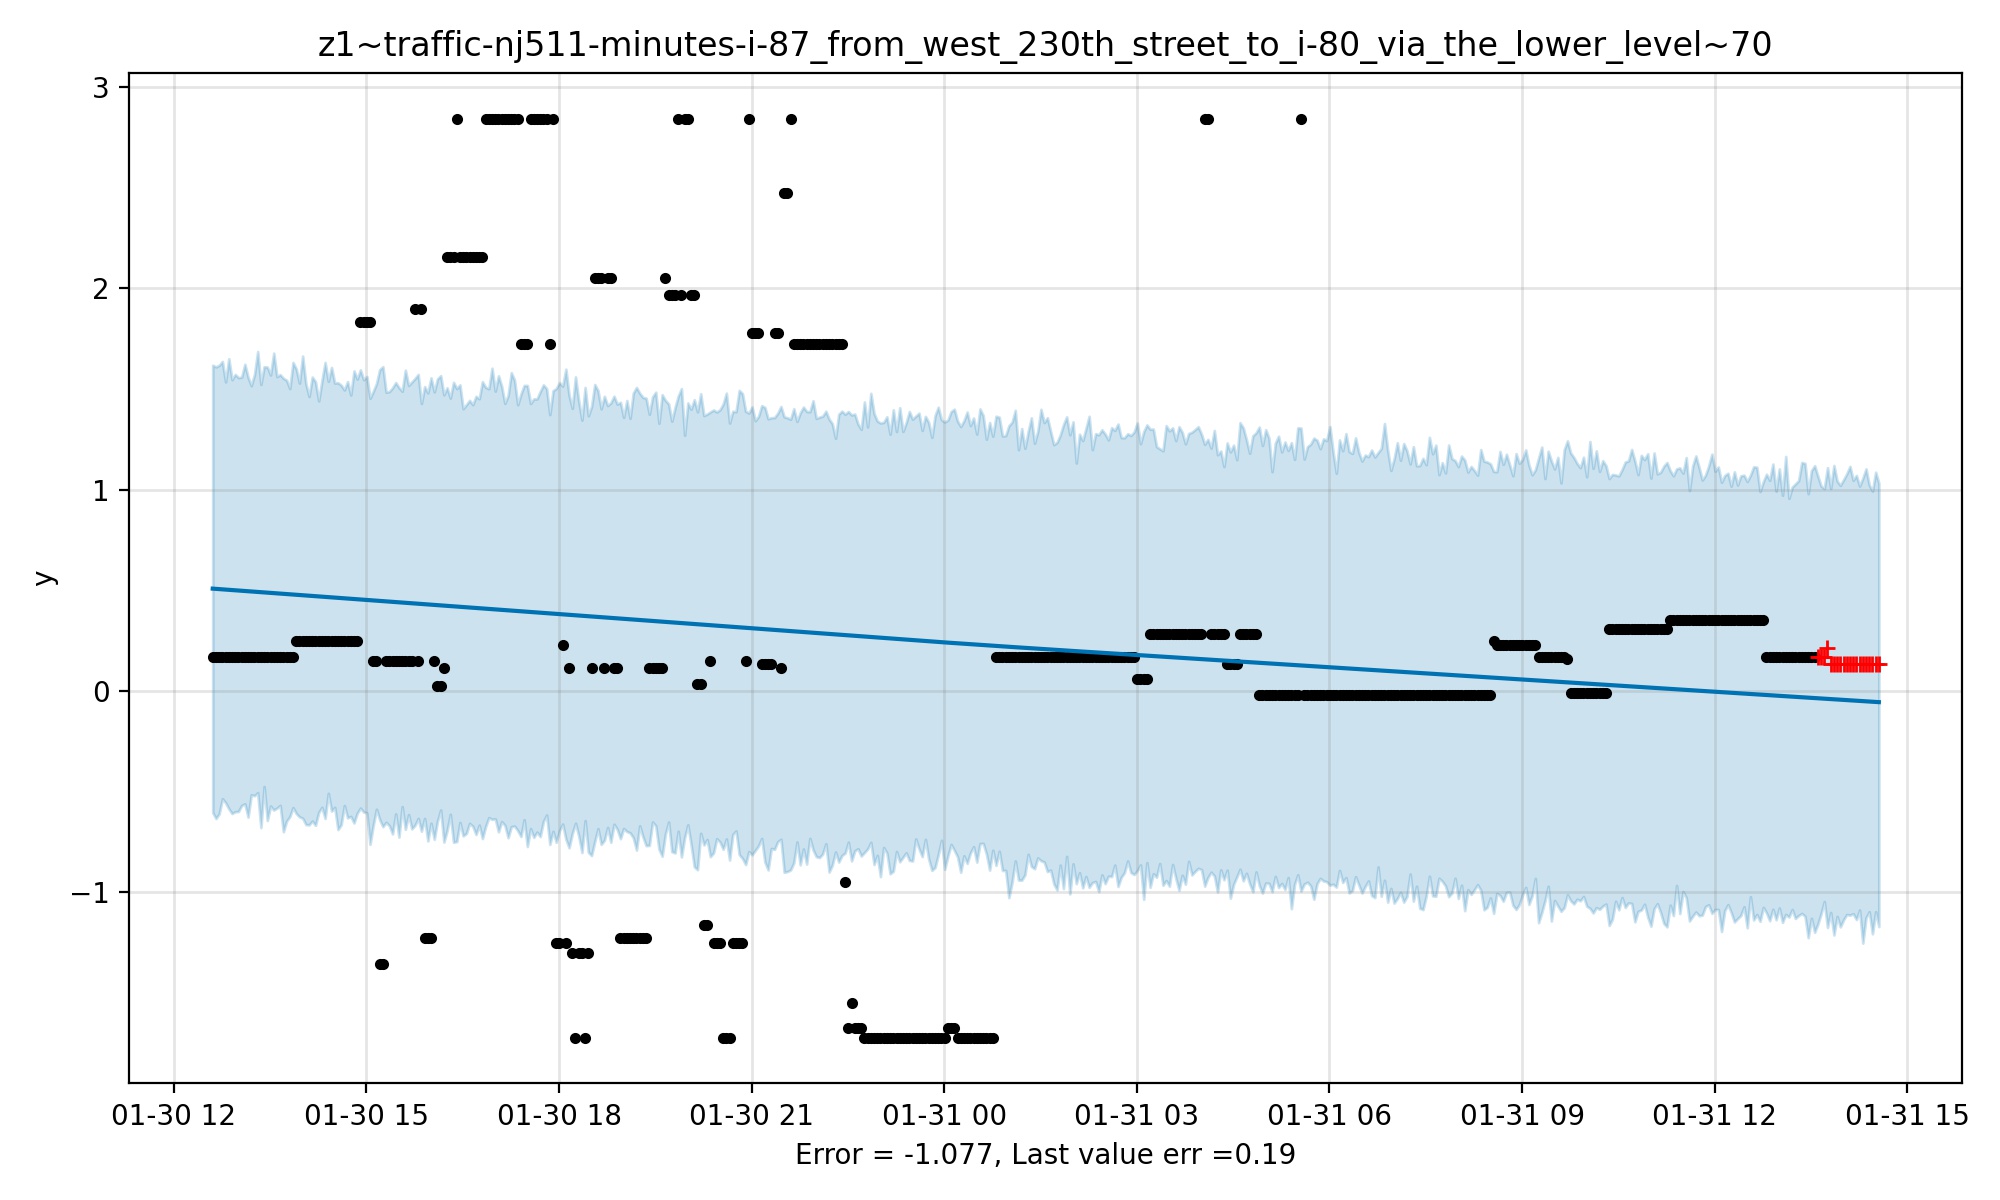 z1~traffic-nj511-minutes-i-87_from_west_230th_street_to_i-80_via_the_lower_level~70
3
2
1
0
−1
y
01-30 12 01-30 15 01-30 18 01-30 21 01-31 00 01-31 03 01-31 06 01-31 09 01-31 12 01-31 15
Error = -1.077, Last value err =0.19